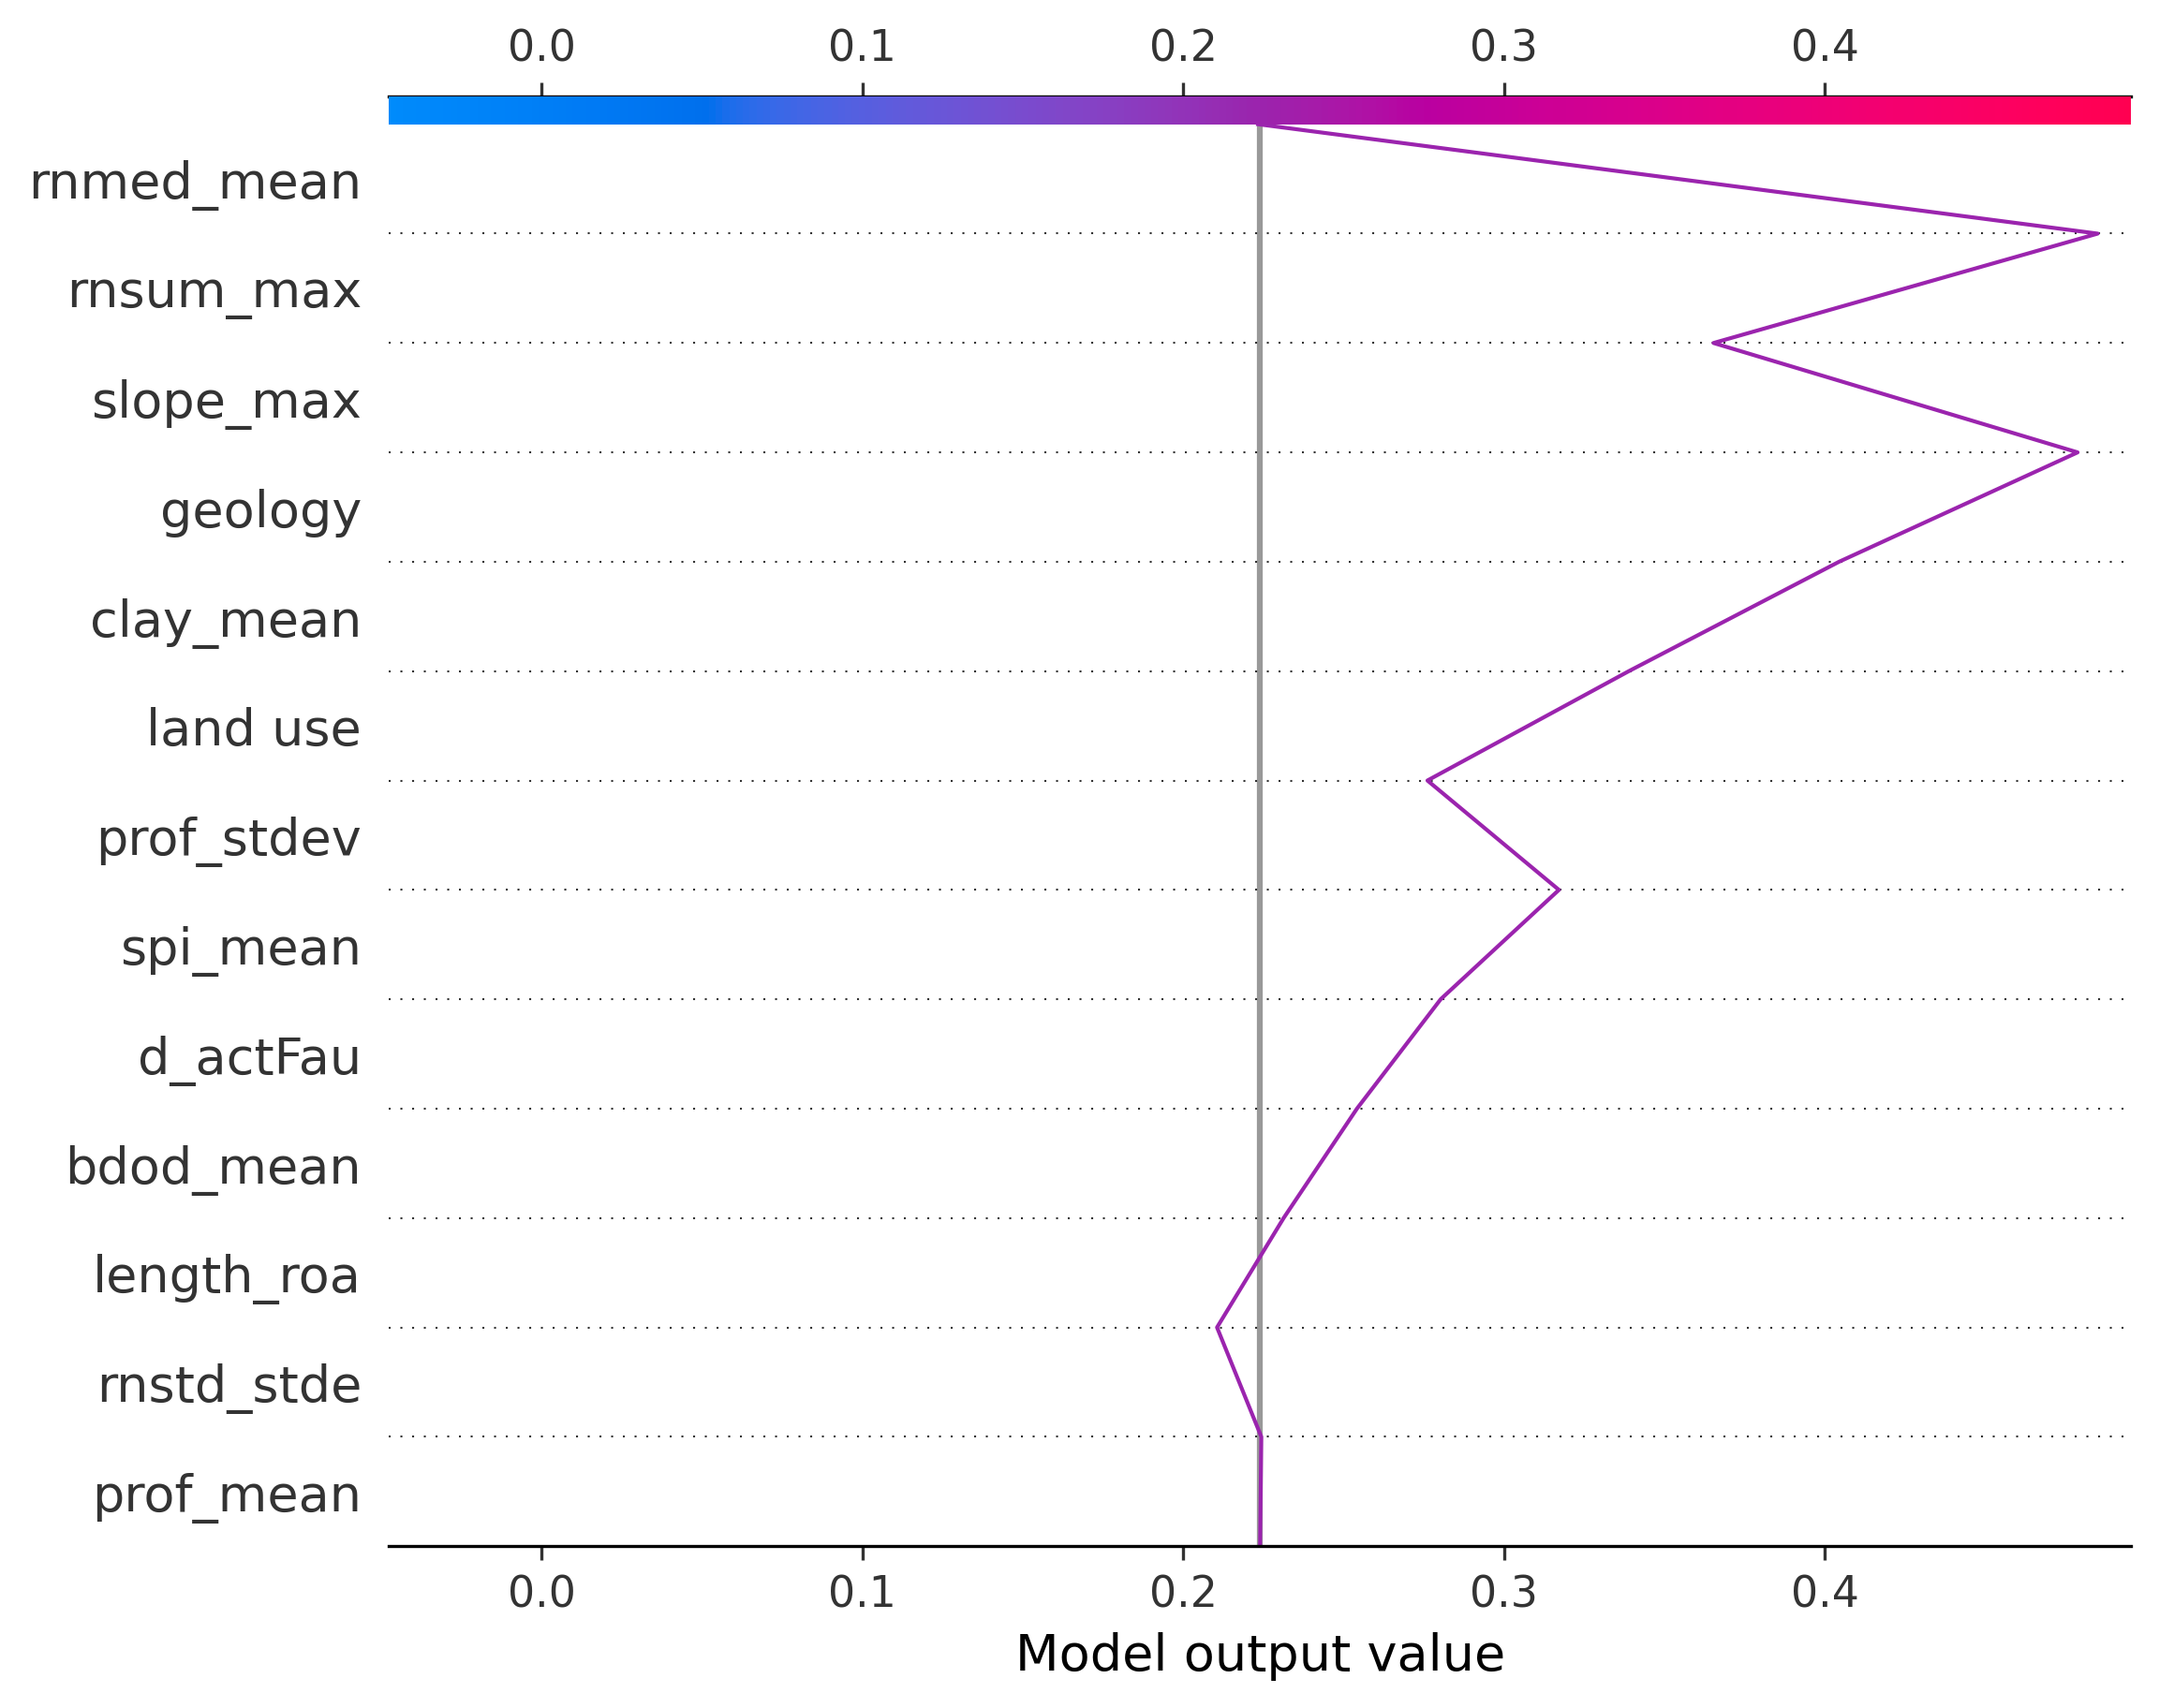 0.0 0.1 0.2 0.3 0.4
rnmed_mean
rnsum_max
slope_max
geology
clay_mean
land use
prof_stdev
spi_mean
d_actFau
bdod_mean
length_roa
rnstd_stde
prof_mean
0.0 0.1 0.2 0.3 0.4
Model output value